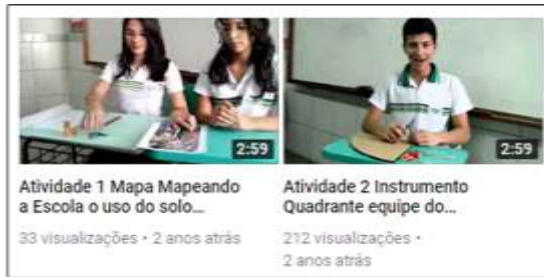 2:59
2:59
Atividade 1 Mapa Mapeando
a Escola o uso do solo...
33 visualizações • 2 anos atrás
Atividade 2 Instrumento
Quadrante equipe do...
212 visualizações •
2 anos atrás